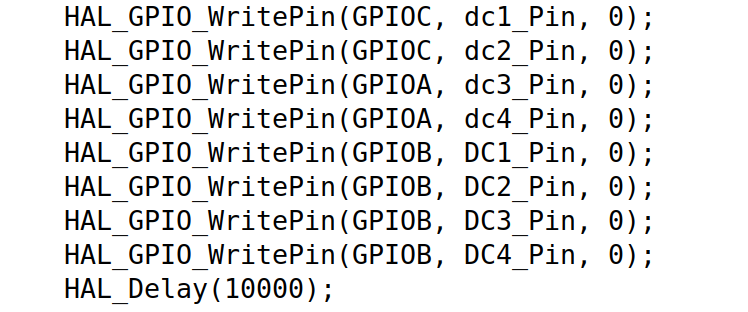 HAL_GPIO_WritePin(GPIOC, dc1_Pin, 0);
HAL_GPIO_WritePin(GPIOC, dc2_Pin, 0);
HAL_GPIO_WritePin(GPIOA, dc3_Pin, 0);
HAL_GPIO_WritePin(GPIOA, dc4_Pin, 0);
HAL_GPIO_WritePin(GPIOB, DC1_Pin, 0);
HAL_GPIO_WritePin(GPIOB, DC2_Pin, 0);
HAL_GPIO_WritePin(GPIOB, DC3_Pin, 0);
HAL_GPIO_WritePin(GPIOB, DC4_Pin, 0);
HAL_Delay(10000);